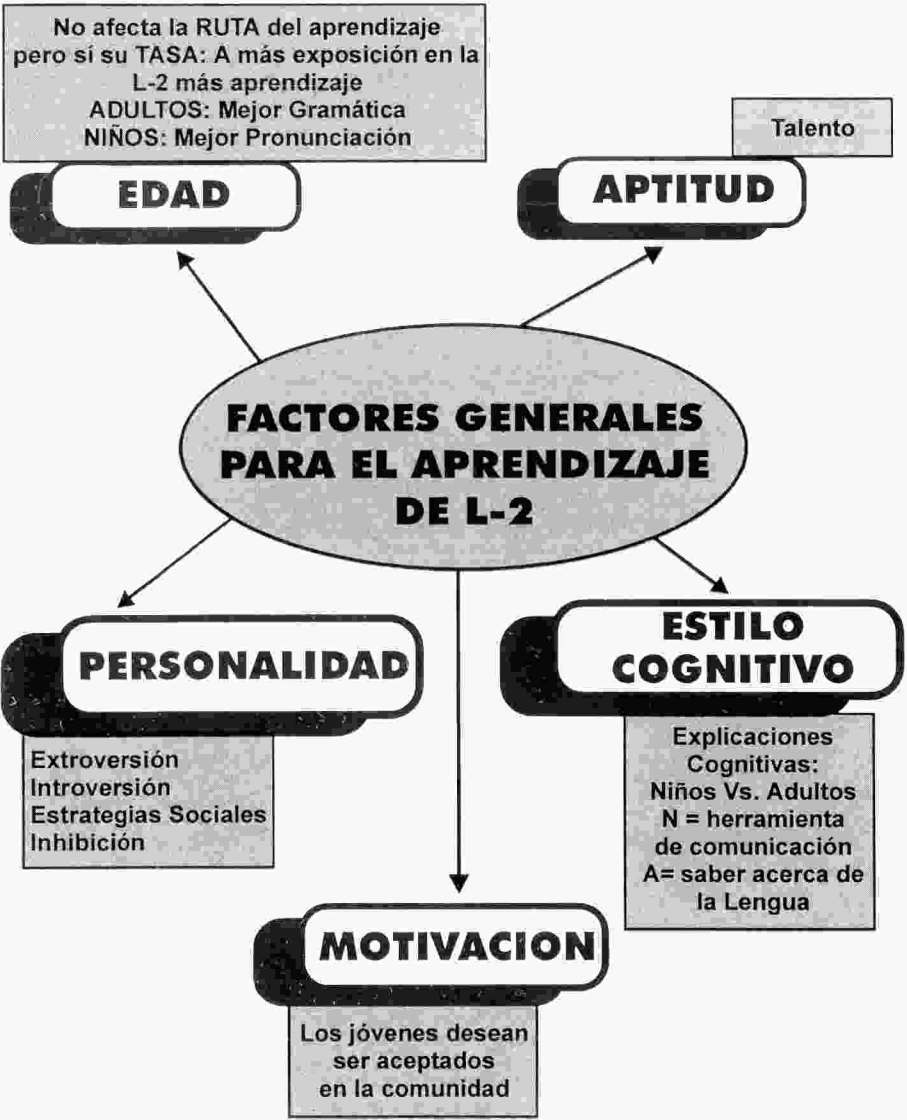 No afecta la RUTA del aprendizaje
pero sí su TASA: A más exposición en la
L-2 más aprendizaje
ADULTOS: Mejor Gramática
NIÑOS: Mejor Pronunciación
EDAD
Talento
APTITUD
FACTORES GENERALES
PARA EL APRENDIZAJE
DE L-2
PERSONALIDAD
Extroversión
Introversión
Estrategias Sociales
Inhibición
ESTILO
COGNITIVO
Explicaciones
Cognitivas:
Niños Vs. Adultos
N = herramienta
de comunicación
A= saber acerca de
la Lengua
MOTIVACION
Los jóvenes desean
ser aceptados
en la comunidad